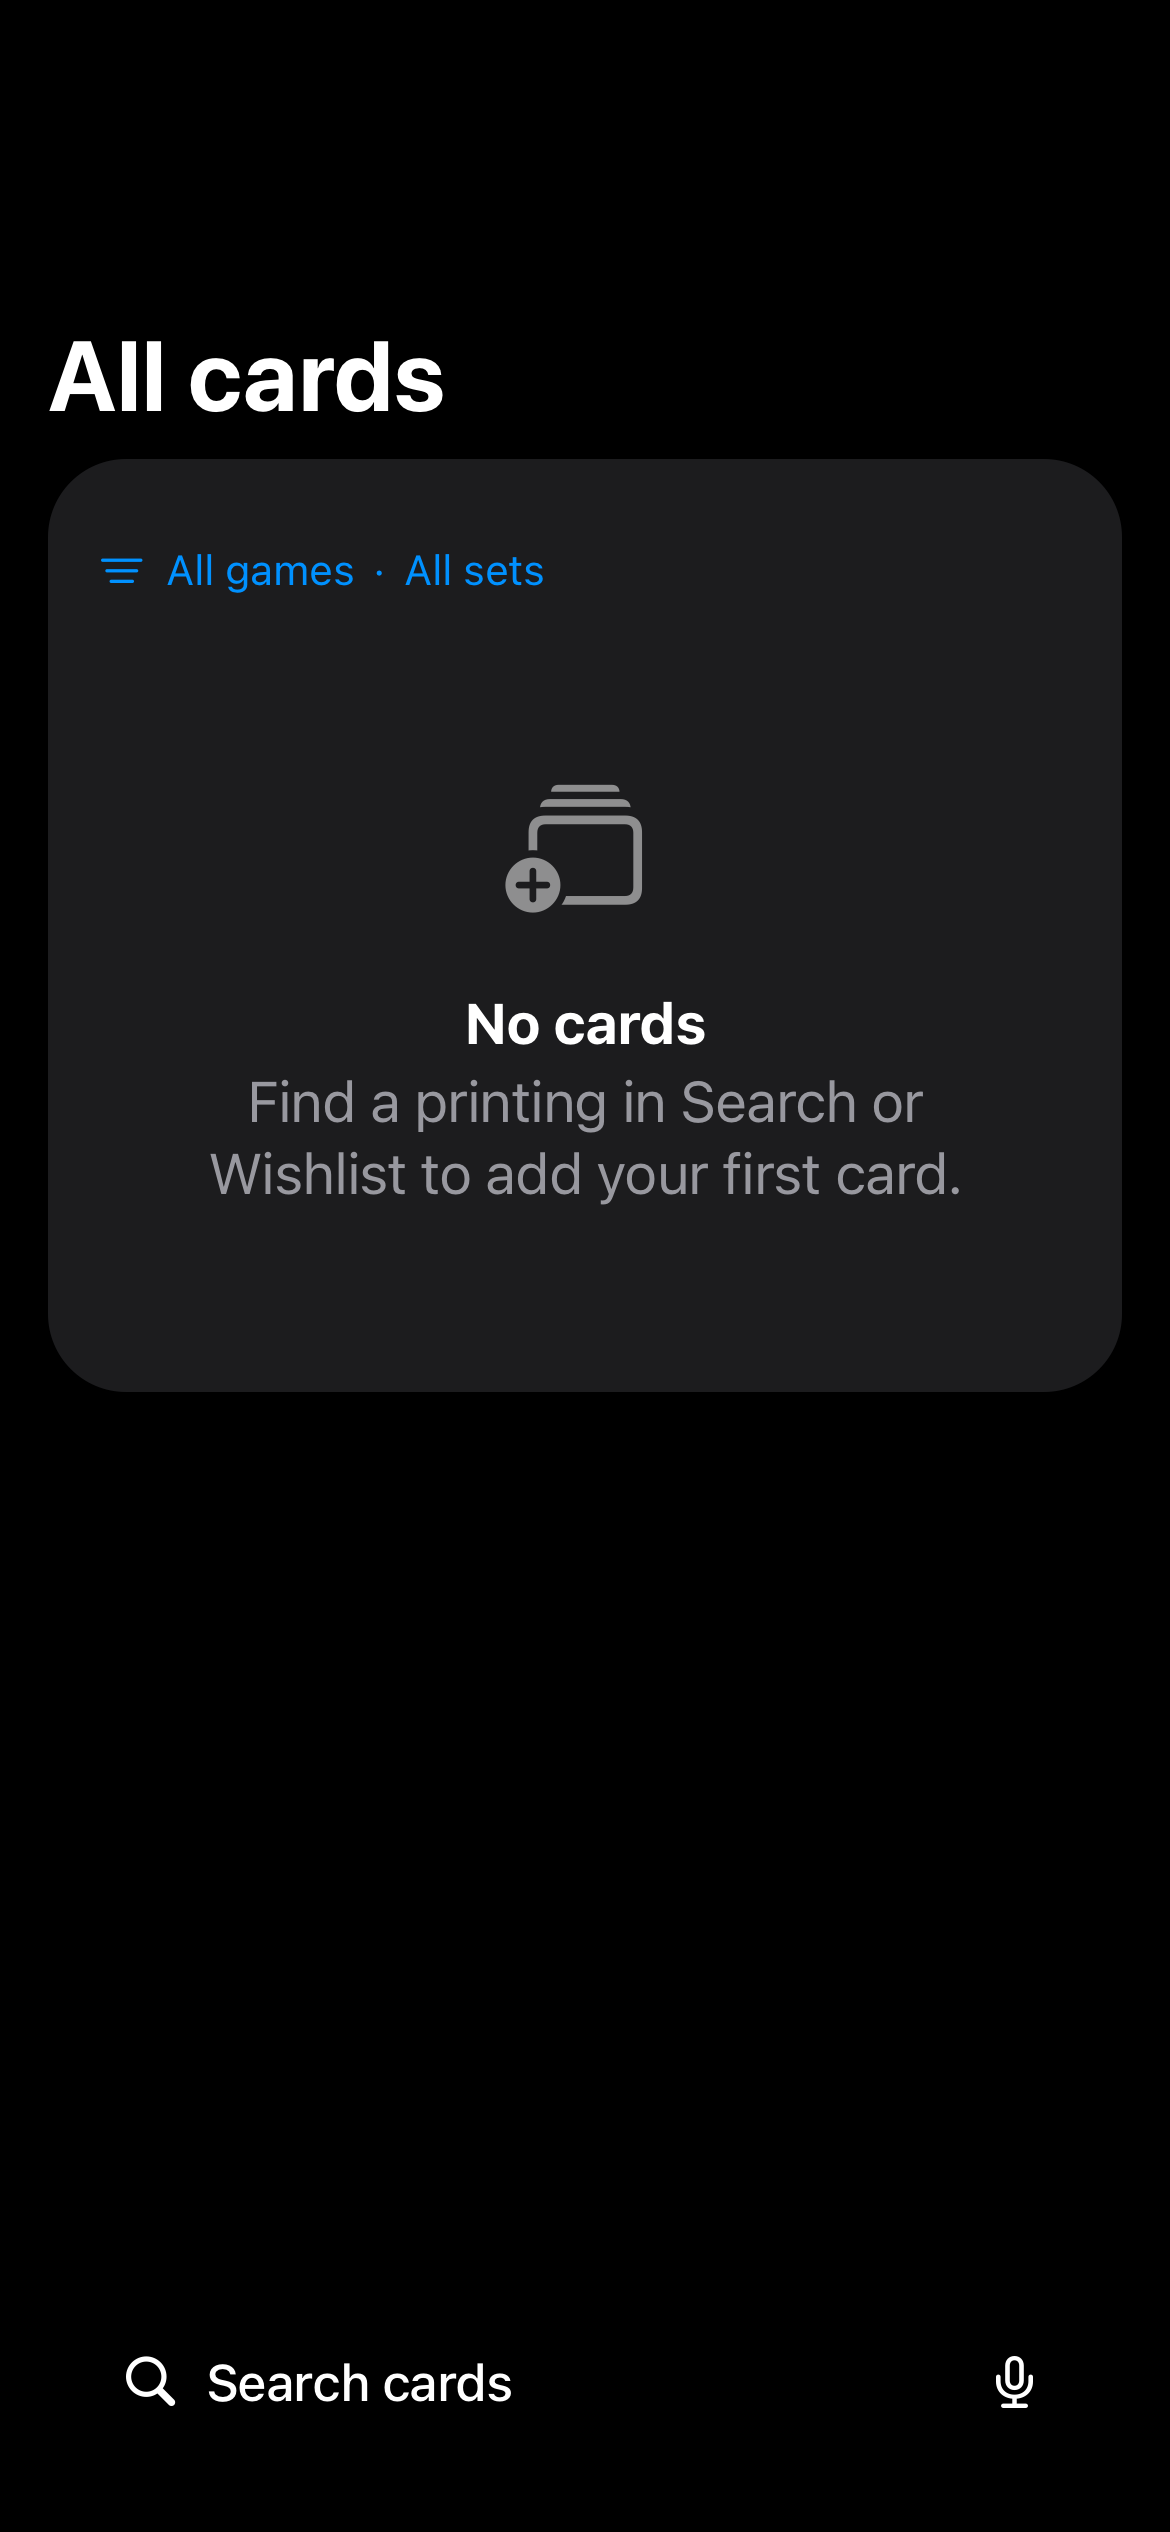 All cards
All games · All sets
No cards
Find a printing in Search or
Wishlist to add your first card.
Search cards